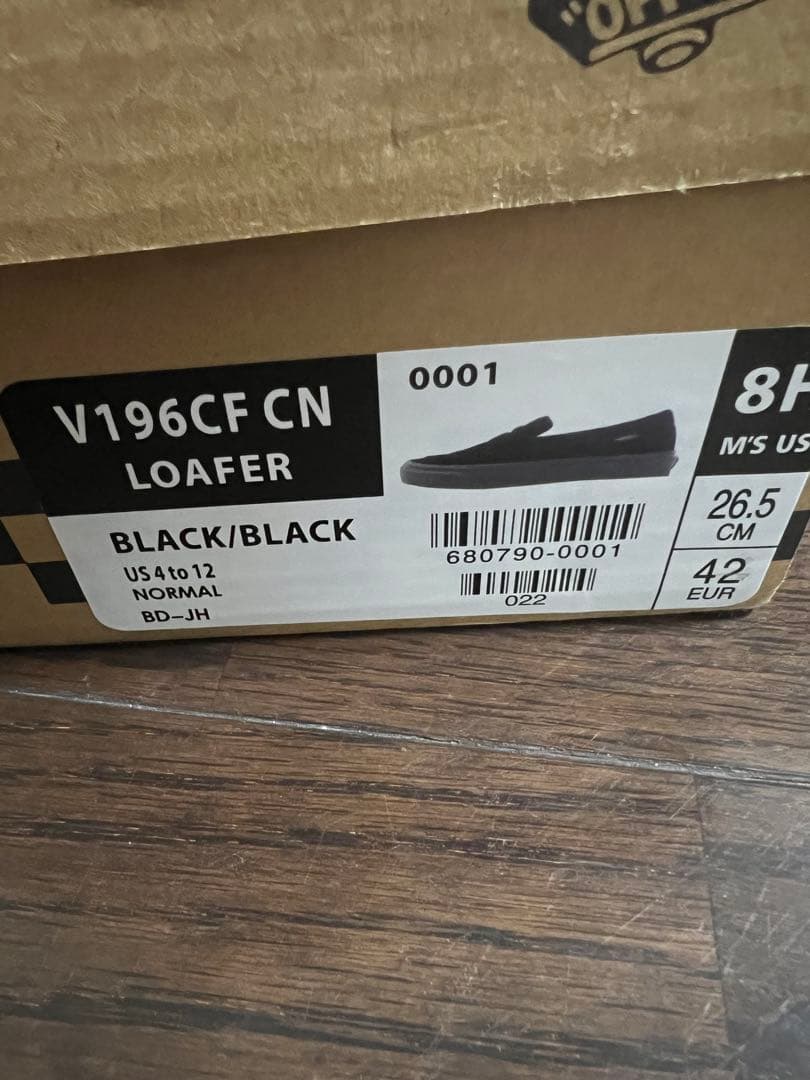 "OFF
V196CF CN
LOAFER
0001
8H
M'S US
BLACK/BLACK
US 4 to 12
NORMAL
BD-JH
680790-0001
022
26.5
CM
42
EUR